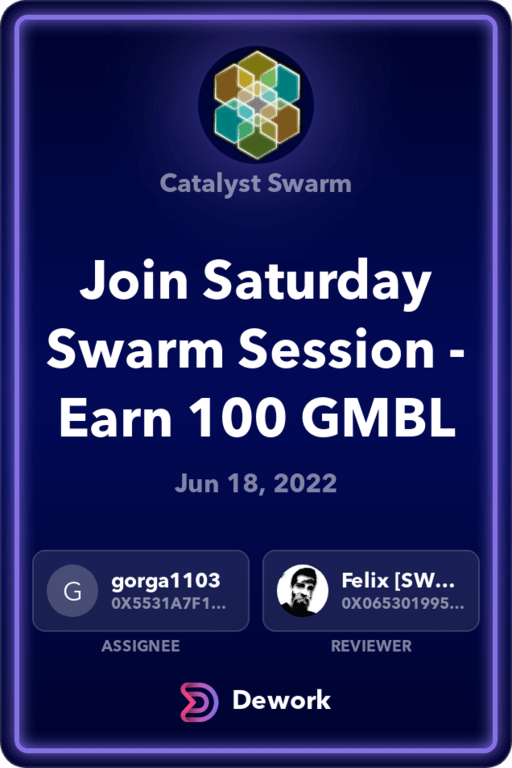 Catalyst Swarm
Join Saturday
Swarm Session -
Earn 100 GMBL
Jun 18, 2022
G
gorga1103
0X5531A7F1...
Felix [SW...
0X065301995...
ASSIGNEE
REVIEWER
Dework